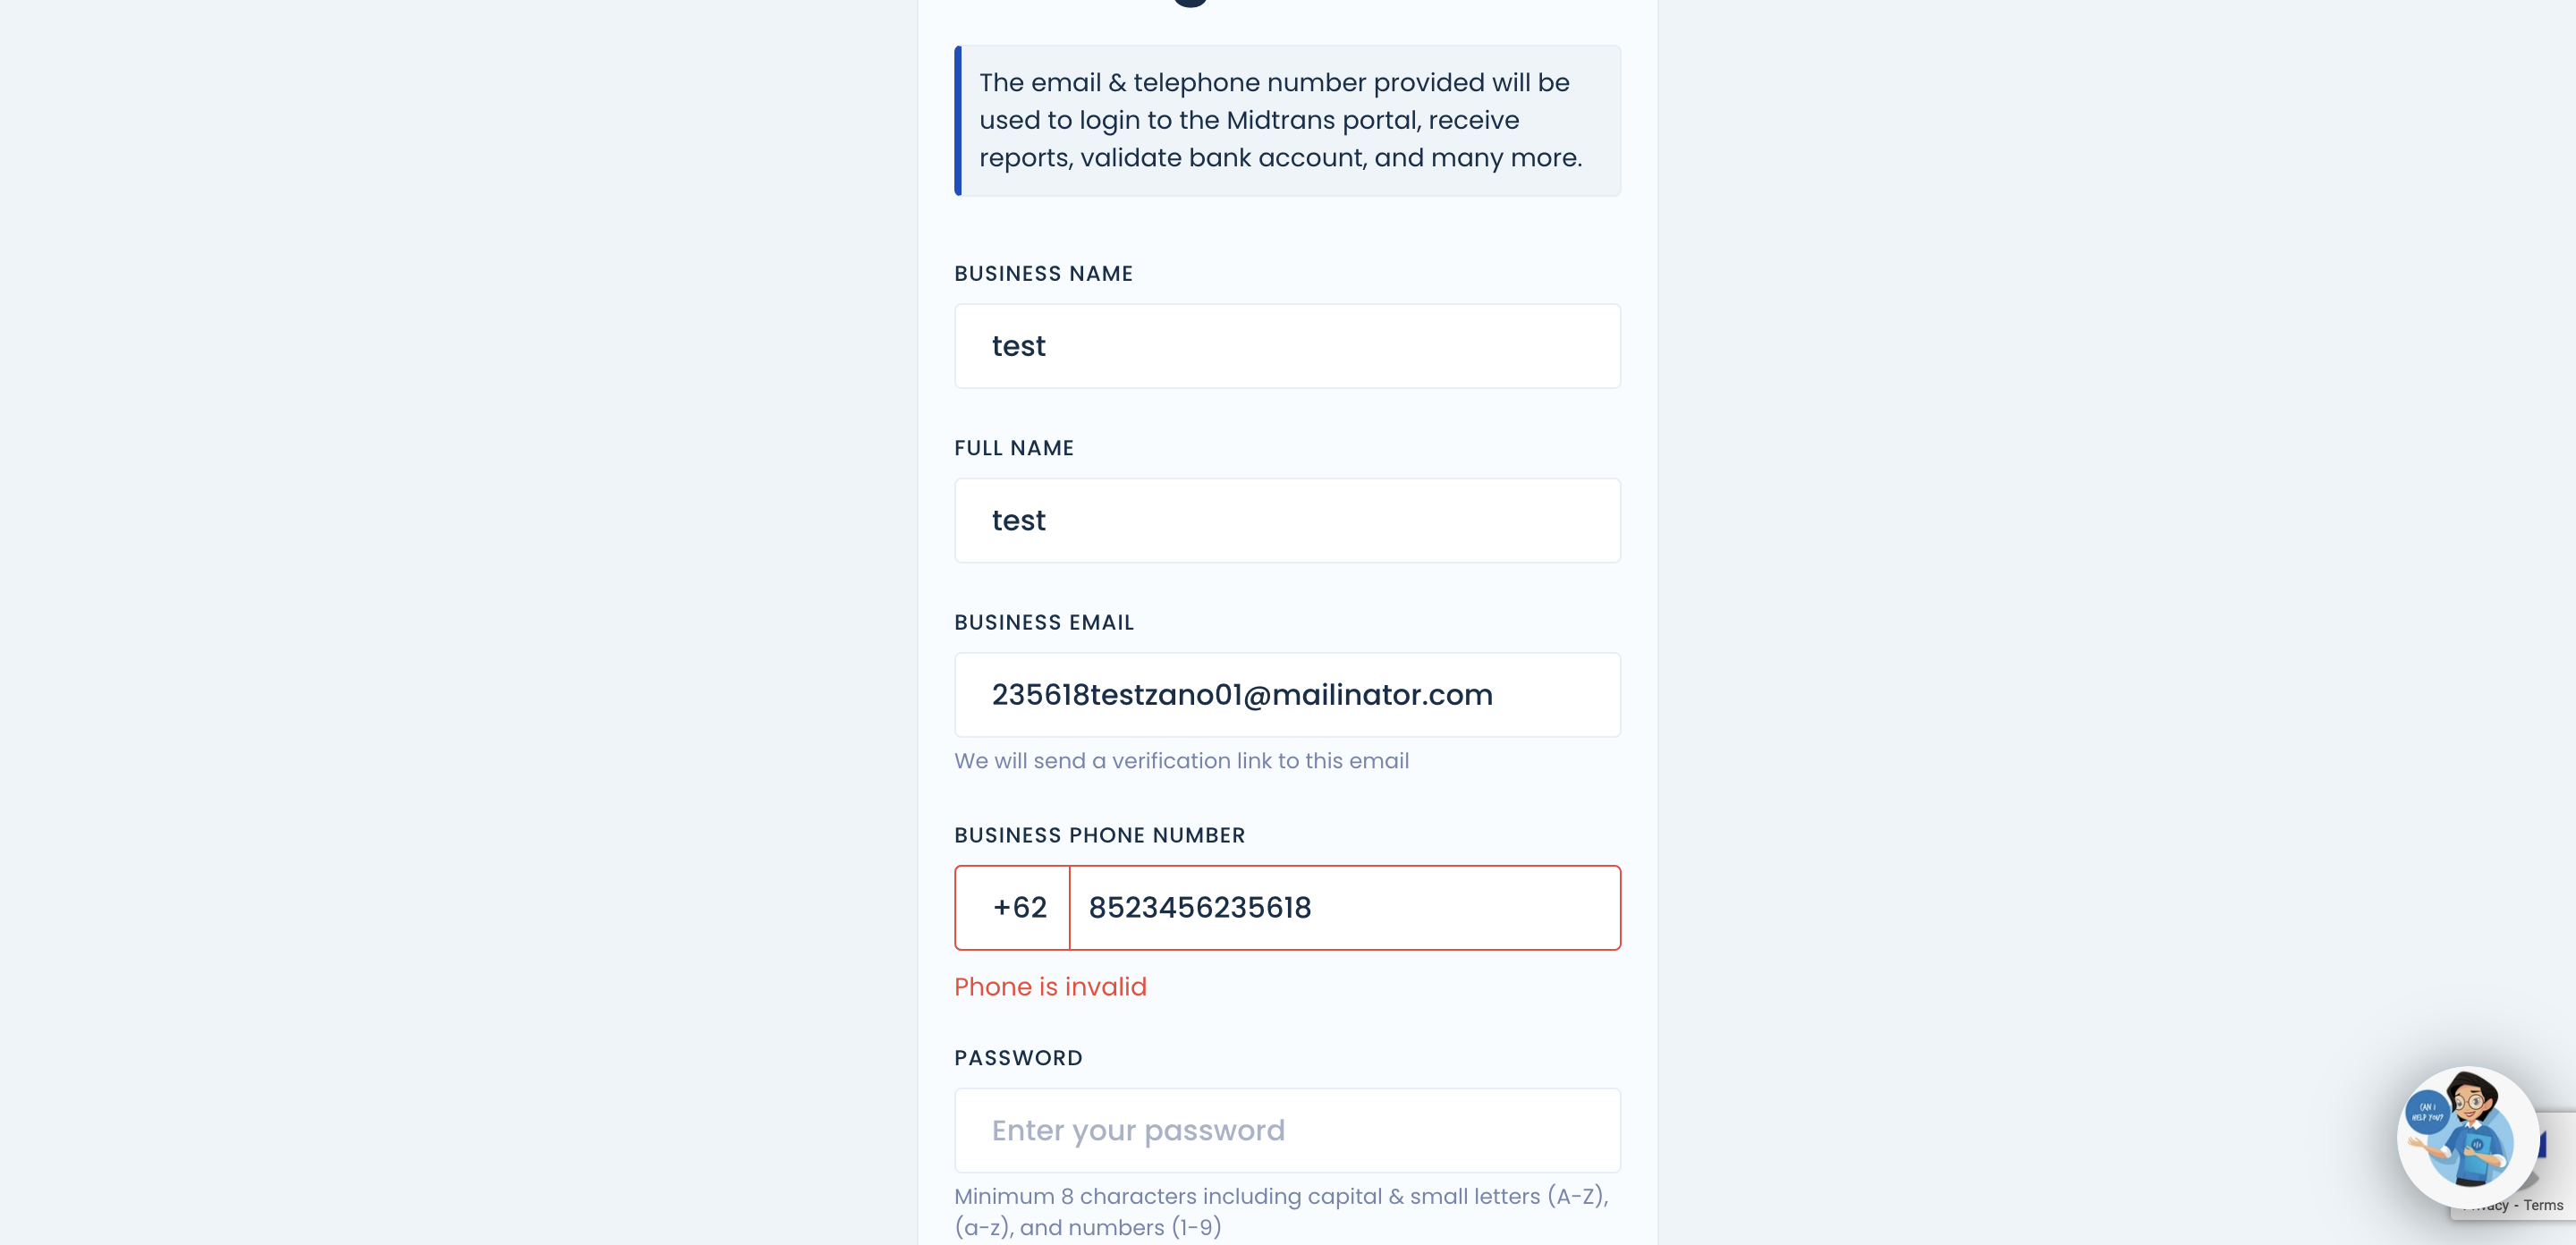 The email & telephone number provided will be
used to login to the Midtrans portal, receive
reports, validate bank account, and many more.
BUSINESS NAME
test
FULL NAME
test
BUSINESS EMAIL
235618testzano01@mailinator.com
We will send a verification link to this email
BUSINESS PHONE NUMBER
+62 8523456235618
Phone is invalid
PASSWORD
Enter your password
Minimum 8 characters including capital & small letters (A-Z),
(a-z), and numbers (1-9)
CAN I
HELP YOU?
- Terms